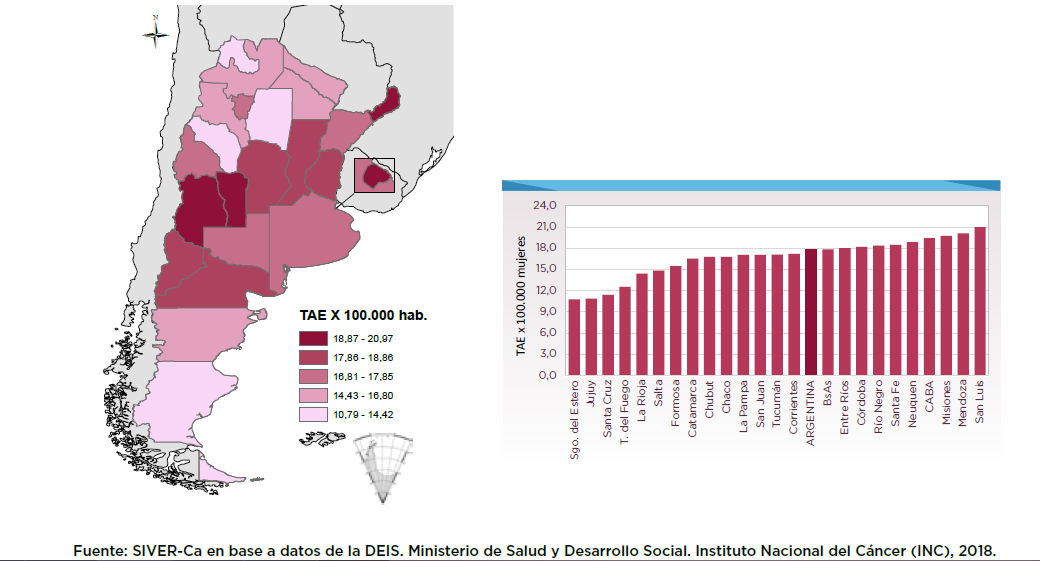 N
TAE X 100.000 hab.
18,87 - 20,97
17,86 - 18,86
16,81 - 17,85
14,43 - 16,80
10,79 - 14,42
TAE x 100.000 mujeres
24,0
21,0
18,0
15,0
12,0
9,0
6,0
3,0
0,0
Sgo. del Estero
Jujuy
Santa Cruz
T. del Fuego
La Rioja
Salta
Formosa
Catamarca
Chubut
Chaco
La Pampa
San Juan
Tucumán
Corrientes
ARGENTINA
BsAs
Entre Ríos
Córdoba
Río Negro
Santa Fe
Neuquen
CABA
Misiones
Mendoza
San Luis
Fuente: SIVER-Ca en base a datos de la DEIS. Ministerio de Salud y Desarrollo Social. Instituto Nacional del Cáncer (INC), 2018.